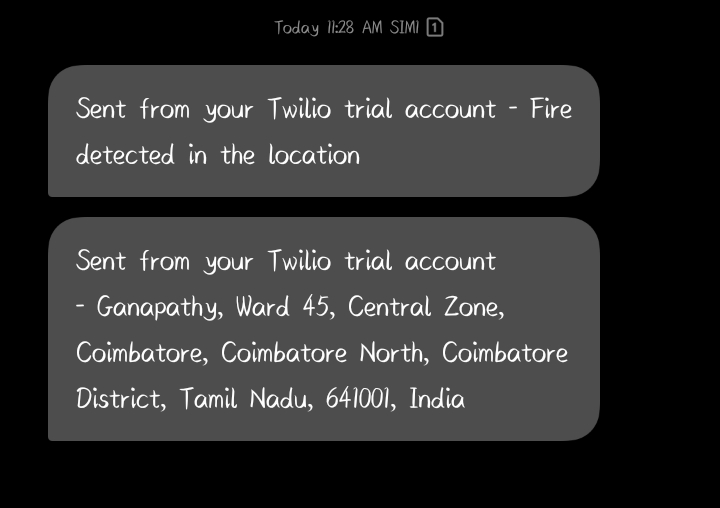 Today 11:28 AM SIM1 1
Sent from your Twilio trial account - Fire
detected in the location
Sent from your Twilio trial account
- Ganapathy, Ward 45, Central Zone,
Coimbatore, Coimbatore North, Coimbatore
District, Tamil Nadu, 641001, India